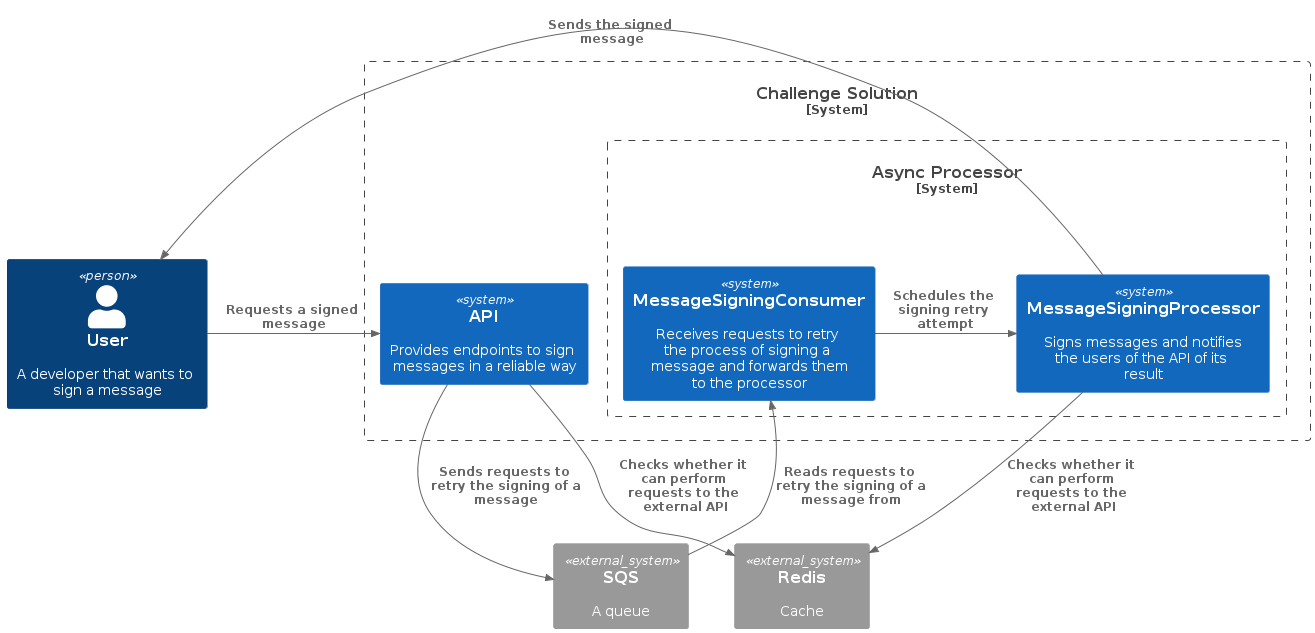 Sends the signed
message
Challenge Solution
[System]
Async Processor
[System]
«person»
User
A developer that wants to
sign a message
Requests a signed
message
«system»
API
Provides endpoints to sign
messages in a reliable way
«system»
MessageSigningConsumer
Receives requests to retry
the process of signing a
message and forwards them
to the processor
Schedules the
signing retry
attempt
«system»
MessageSigningProcessor
Signs messages and notifies
the users of the API of its
result
Sends requests to
retry the signing of a
message
Checks whether it
can perform
requests to the
external API
Reads requests to
retry the signing of a
message from
Checks whether it
can perform
requests to the
external API
«external_system»
SQS
A queue
«external_system»
Redis
Cache